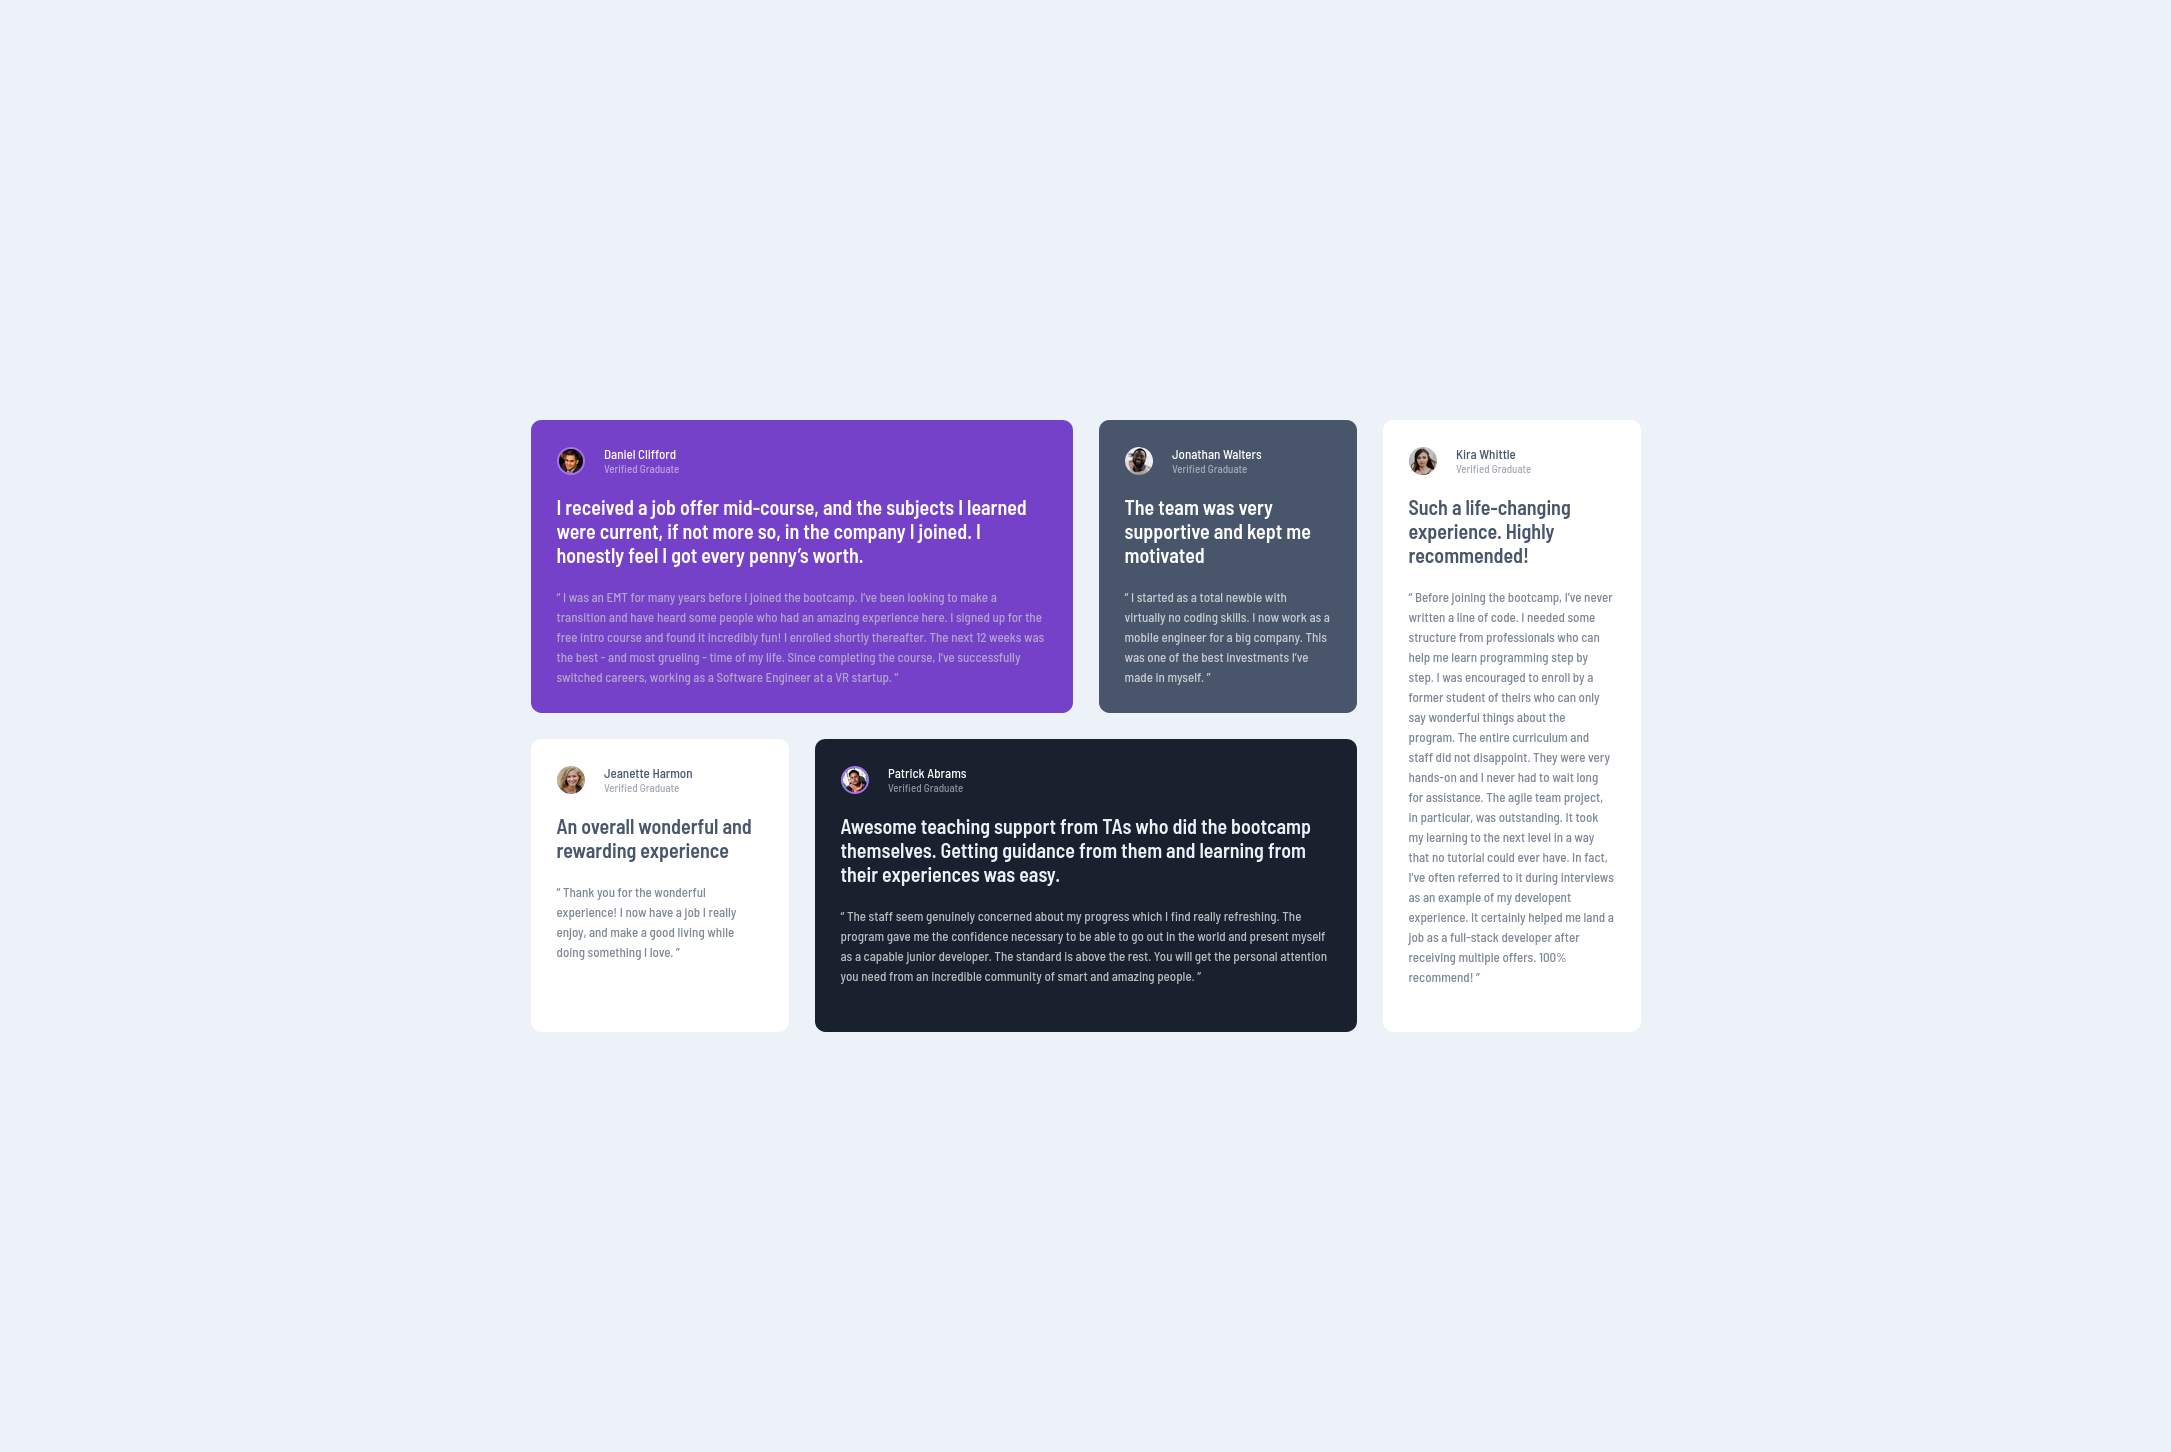 Daniel Clifford
Verified Graduate
I received a job offer mid-course, and the subjects I learned
were current, if not more so, in the company I joined. I
honestly feel I got every penny’s worth.
“ I was an EMT for many years before I joined the bootcamp. I’ve been looking to make a
transition and have heard some people who had an amazing experience here. I signed up for the
free intro course and found it incredibly fun! I enrolled shortly thereafter. The next 12 weeks was
the best - and most grueling - time of my life. Since completing the course, I’ve successfully
switched careers, working as a Software Engineer at a VR startup. ”
Jonathan Walters
Verified Graduate
The team was very
supportive and kept me
motivated
“ I started as a total newbie with
virtually no coding skills. I now work as a
mobile engineer for a big company. This
was one of the best investments I’ve
made in myself. ”
Kira Whittle
Verified Graduate
Such a life-changing
experience. Highly
recommended!
“ Before joining the bootcamp, I’ve never
written a line of code. I needed some
structure from professionals who can
help me learn programming step by
step. I was encouraged to enroll by a
former student of theirs who can only
say wonderful things about the
program. The entire curriculum and
staff did not disappoint. They were very
hands-on and I never had to wait long
for assistance. The agile team project,
in particular, was outstanding. It took
my learning to the next level in a way
that no tutorial could ever have. In fact,
I’ve often referred to it during interviews
as an example of my developent
experience. It certainly helped me land a
job as a full-stack developer after
receiving multiple offers. 100%
recommend! ”
Jeanette Harmon
Verified Graduate
An overall wonderful and
rewarding experience
“ Thank you for the wonderful
experience! I now have a job I really
enjoy, and make a good living while
doing something I love. ”
Patrick Abrams
Verified Graduate
Awesome teaching support from TAs who did the bootcamp
themselves. Getting guidance from them and learning from
their experiences was easy.
“ The staff seem genuinely concerned about my progress which I find really refreshing. The
program gave me the confidence necessary to be able to go out in the world and present myself
as a capable junior developer. The standard is above the rest. You will get the personal attention
you need from an incredible community of smart and amazing people. ”